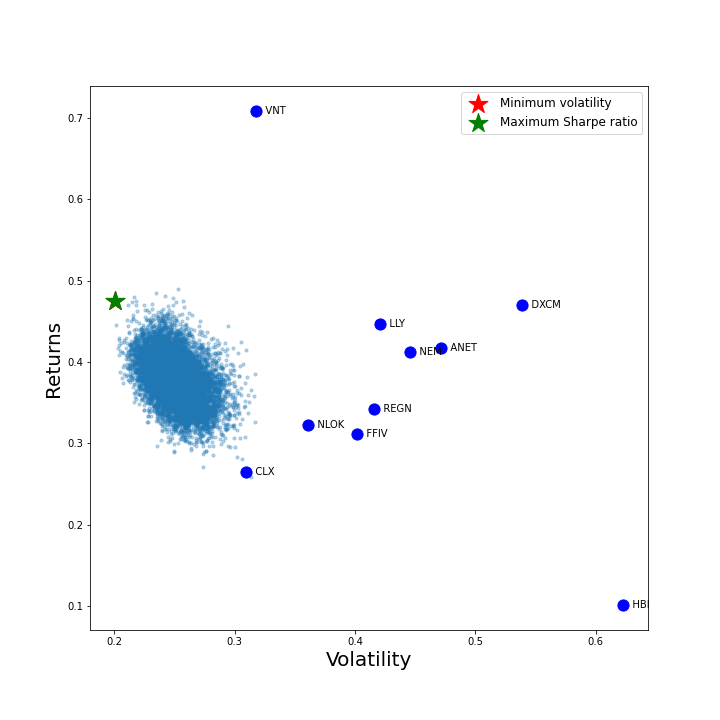 Minimum volatility
Maximum Sharpe ratio
VNT
0.7
0.6
0.5
DXCM
LLY
ANET
NEM
0.4
REGN
NLOK
FFIV
0.3
CLX
0.2
0.1
Returns
0.2 0.3 0.4 0.5 0.6
Volatility